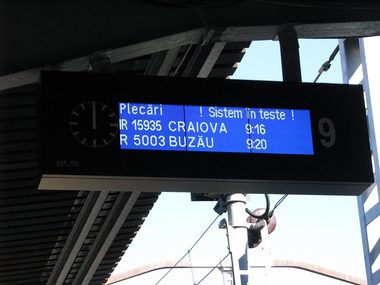 Plecări ! Sistem în teste !
IR 15935 CRAIOVA 9:16
R 5003 BUZĂU 9:20
9